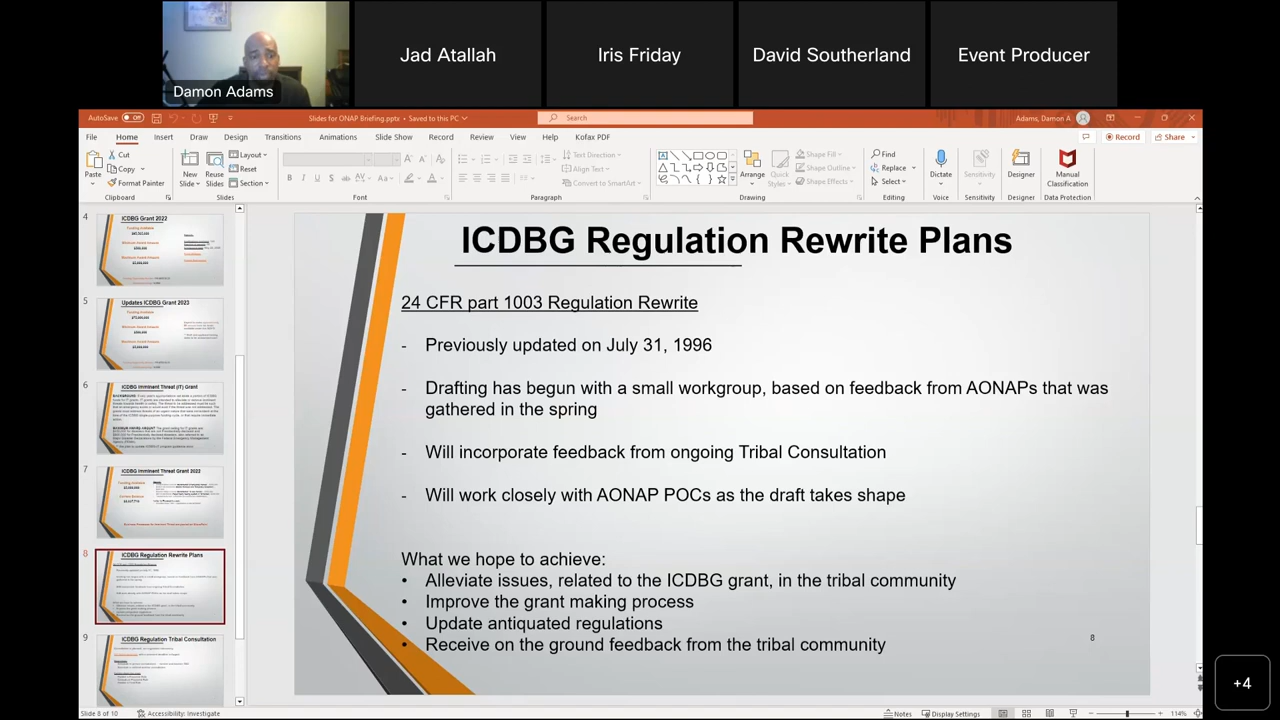 Damon Adams
Jad Atallah
Iris Friday
David Southerland
Event Producer
AutoSave Off
Slides for ONAP Briefing.pptx • Saved to this PC
Search
Adams, Damon A
File Home Insert Draw Design Transitions Animations Slide Show Record Review View Help Kofax PDF
Record Share
Paste
Cut
Copy
Format Painter
Clipboard
New Slide
Reuse Slides
Layout
Reset
Section
Slides
Font
Text Direction
Align Text
Convert to SmartArt
Paragraph
Arrange
Quick Styles
Shape Fill
Shape Outline
Shape Effects
Drawing
Find
Replace
Select
Editing
Dictate
Voice
Sensitivity
Sensitivity
Designer
Designer
Manual Classification
Data Protection
4
ICDBG Grant 2022
5
Updates ICDBG Grant 2023
6
ICDBG Imminent Threat (IT) Grant
7
ICDBG Imminent Threat Grant 2022
8
ICDBG Regulation Rewrite Plans
9
ICDBG Regulation Tribal Consultation
ICDBG Regulation Rewrite Plans
24 CFR part 1003 Regulation Rewrite
- Previously updated on July 31, 1996
- Drafting has began with a small workgroup, based on feedback from AONAPs that was
gathered in the spring
- Will incorporate feedback from ongoing Tribal Consultation
- Will work closely with AONAP POCs as the draft takes shape
What we hope to achieve:
Alleviate issues, related to the ICDBG grant, in the tribal community
• Improve the grant making process
• Update antiquated regulations
• Receive on the ground feedback from the tribal community
8
Slide 8 of 10
Accessibility: Investigate
Notes
Display Settings
114%
+4